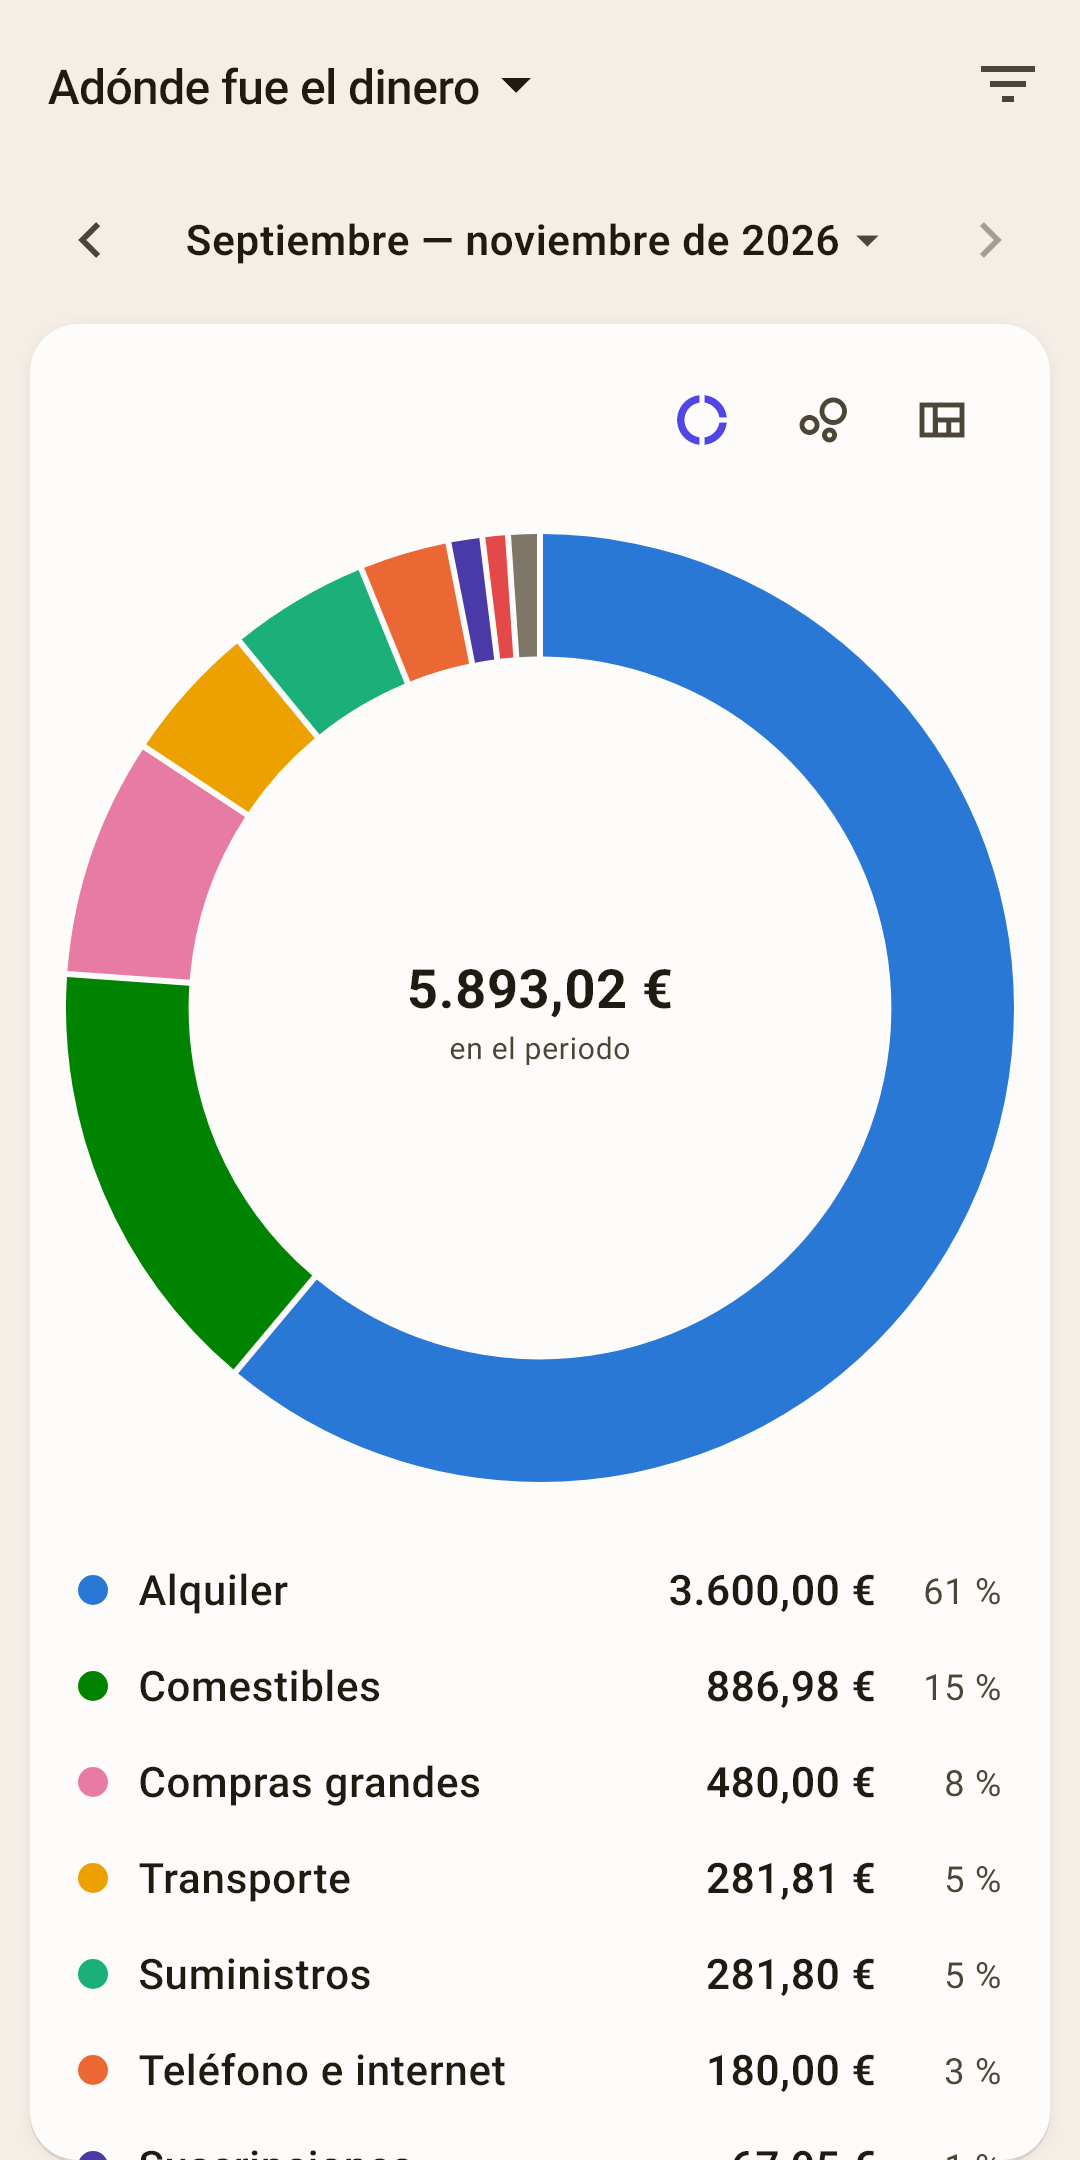 Adónde fue el dinero
Septiembre — noviembre de 2026
5.893,02 €
en el periodo
Alquiler 3.600,00 € 61 %
Comestibles 886,98 € 15 %
Compras grandes 480,00 € 8 %
Transporte 281,81 € 5 %
Suministros 281,80 € 5 %
Teléfono e internet 180,00 € 3 %